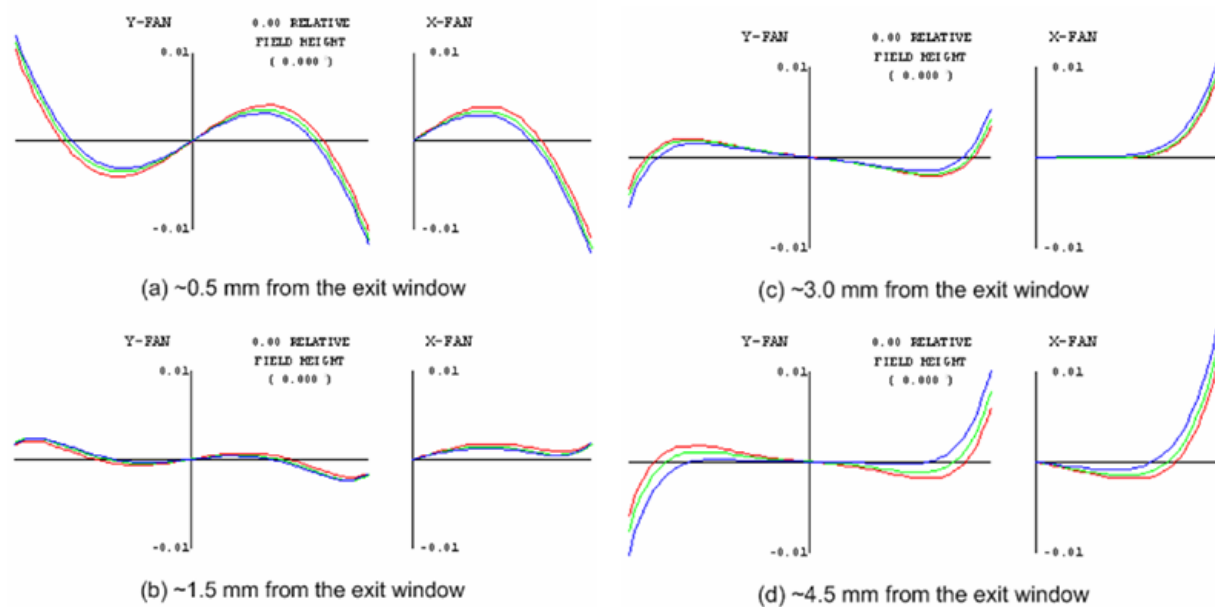 Y-FAN 0.00 RELATIVE X-FAN
FIELD HEIGHT
0.01 ( 0.000 ) 0.01
-0.01 -0.01
(a) ~0.5 mm from the exit window
Y-FAN 0.00 RELATIVE X-FAN
FIELD HEIGHT
0.01 ( 0.000 ) 0.01
-0.01 -0.01
(b) ~1.5 mm from the exit window
Y-FAN 0.00 RELATIVE X-FAN
FIELD HEIGHT
0.01 ( 0.000 ) 0.01
-0.01 -0.01
(c) ~3.0 mm from the exit window
Y-FAN 0.00 RELATIVE X-FAN
FIELD HEIGHT
0.01 ( 0.000 ) 0.01
-0.01 -0.01
(d) ~4.5 mm from the exit window